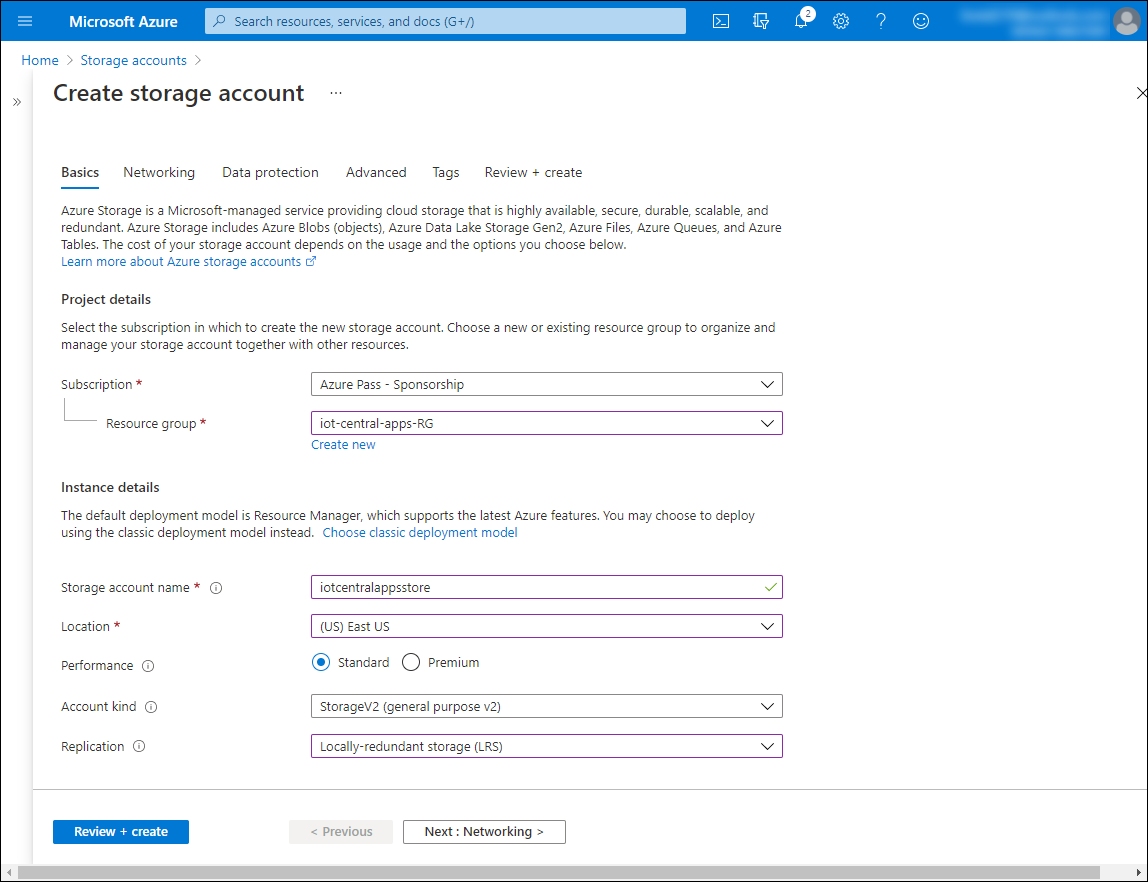 Microsoft Azure
Search resources, services, and docs (G+/)
2
Home > Storage accounts >
Create storage account ...
Basics Networking Data protection Advanced Tags Review + create
Azure Storage is a Microsoft-managed service providing cloud storage that is highly available, secure, durable, scalable, and
redundant. Azure Storage includes Azure Blobs (objects), Azure Data Lake Storage Gen2, Azure Files, Azure Queues, and Azure
Tables. The cost of your storage account depends on the usage and the options you choose below.
Learn more about Azure storage accounts
Project details
Select the subscription in which to create the new storage account. Choose a new or existing resource group to organize and
manage your storage account together with other resources.
Subscription * Azure Pass - Sponsorship
Resource group * iot-central-apps-RG
Create new
Instance details
The default deployment model is Resource Manager, which supports the latest Azure features. You may choose to deploy
using the classic deployment model instead. Choose classic deployment model
Storage account name * iotcentralappsstore
Location * (US) East US
Performance Standard Premium
Account kind StorageV2 (general purpose v2)
Replication Locally-redundant storage (LRS)
Review + create < Previous Next : Networking >